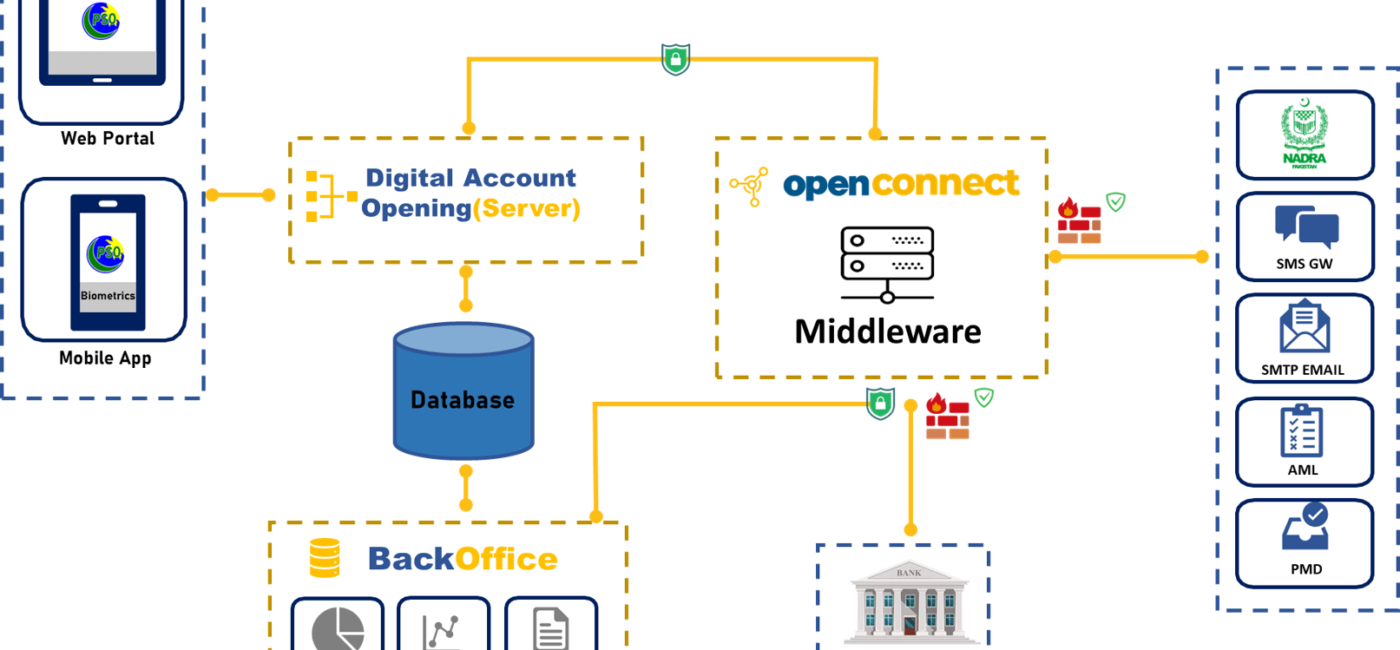 PSO
Web Portal
PSO
Biometrics
Mobile App
Digital Account
Opening(Server)
Database
BackOffice
openconnect
Middleware
BANK
NADRA
PAKISTAN
SMS GW
SMTP EMAIL
AML
PMD